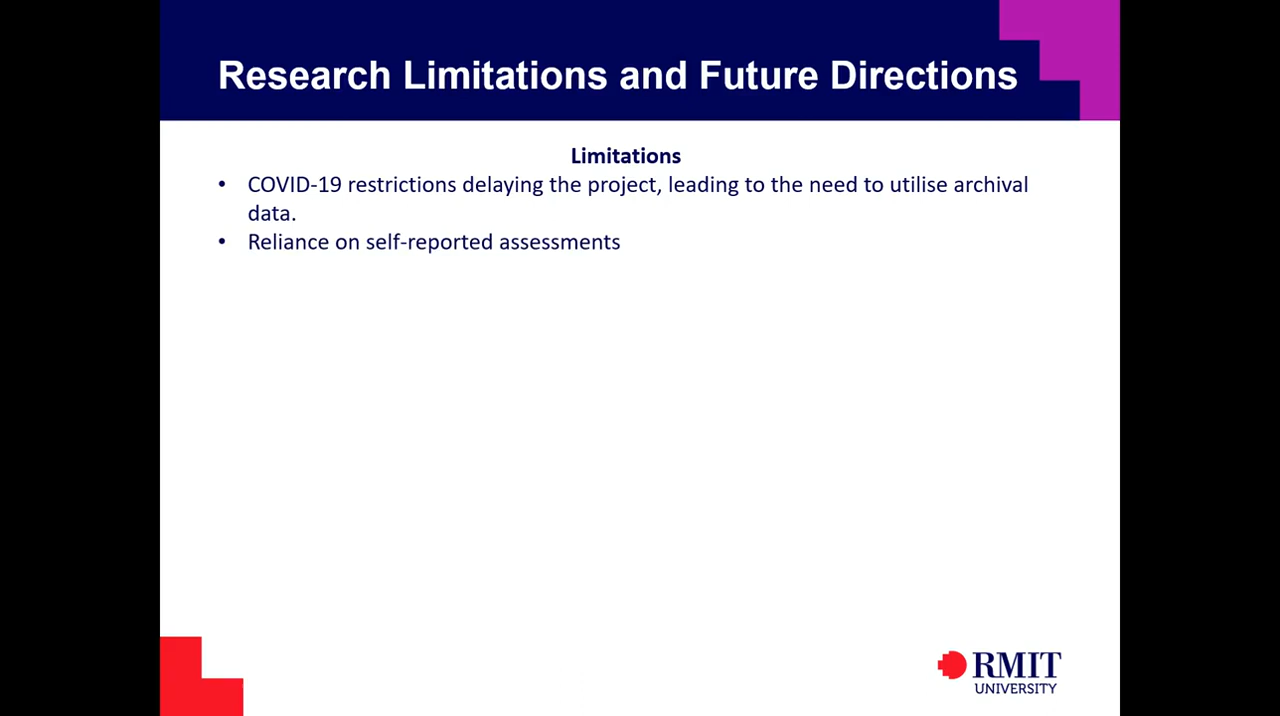 Research Limitations and Future Directions
Limitations
• COVID-19 restrictions delaying the project, leading to the need to utilise archival
data.
• Reliance on self-reported assessments
RMIT
UNIVERSITY